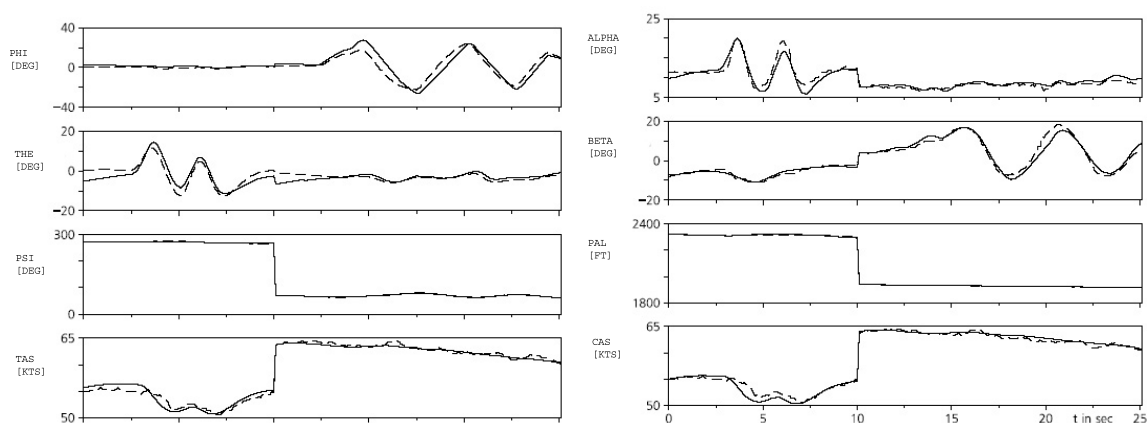 40
PHI
[DEG]
0
−40
20
THE
[DEG]
0
−20
300
PSI
[DEG]
0
65
TAS
[KTS]
50
25
ALPHA
[DEG]
5
20
BETA
[DEG]
0
−20
2400
PAL
[FT]
1800
65
CAS
[KTS]
50
0 5 10 15 20 t in sec 25